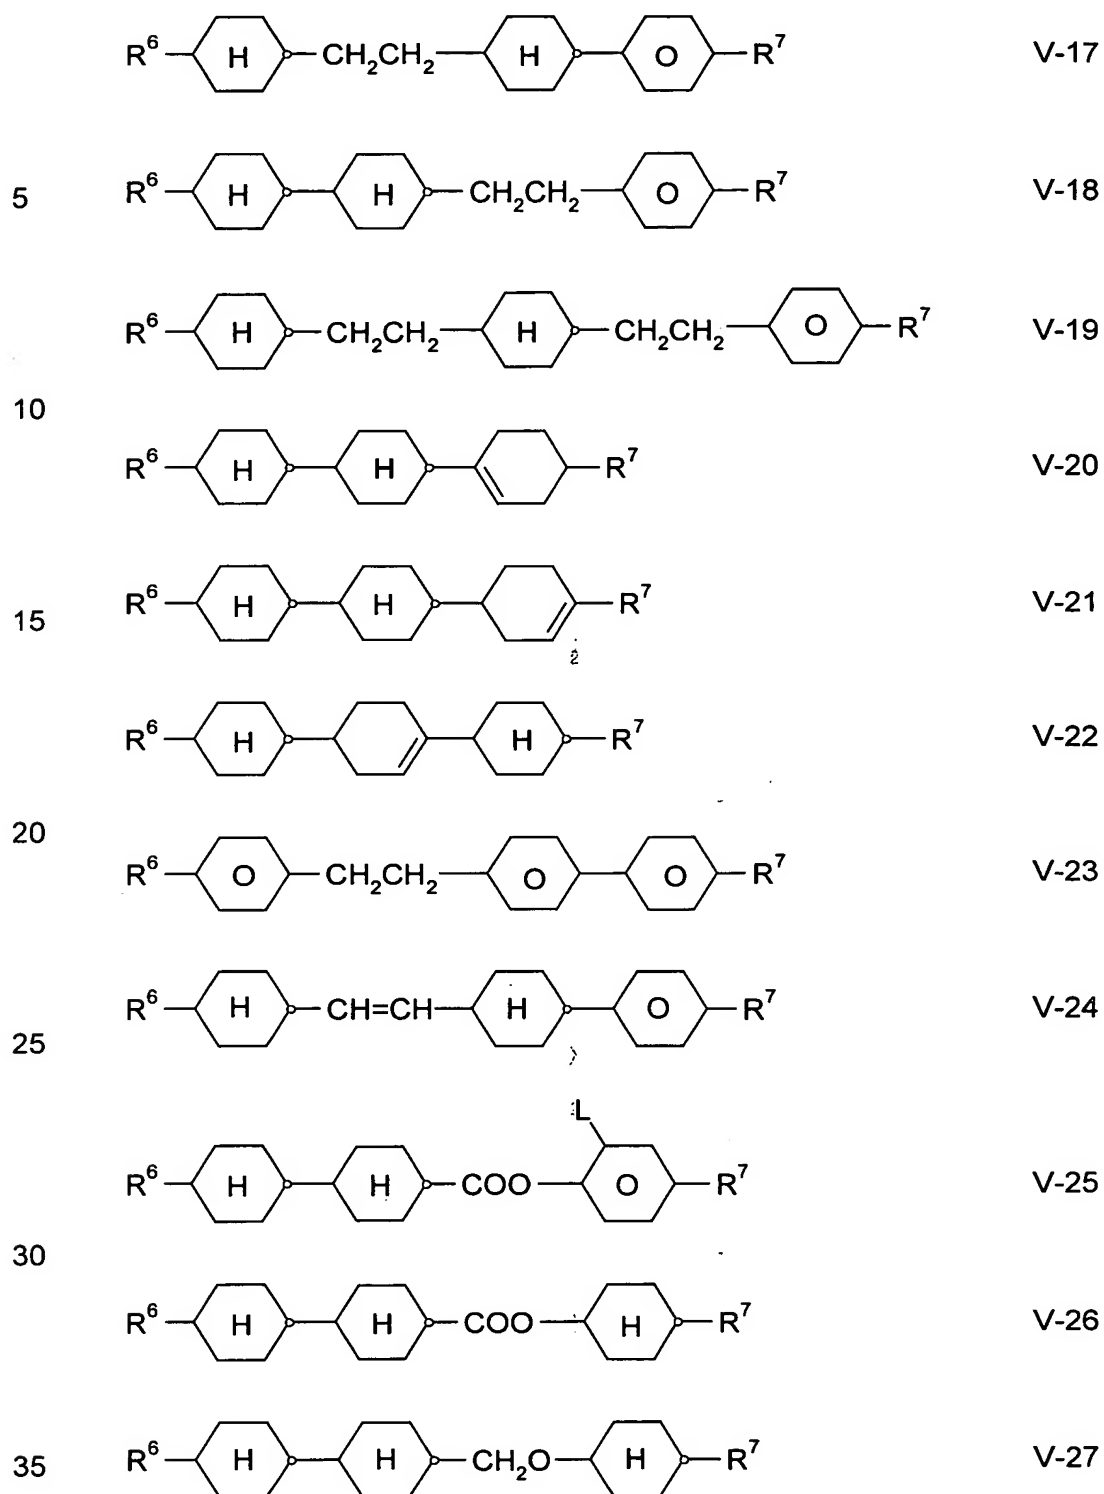 R⁶ H CH₂CH₂ H O R⁷ V-17
5 R⁶ H H CH₂CH₂ O R⁷ V-18
R⁶ H CH₂CH₂ H CH₂CH₂ O R⁷ V-19
10
R⁶ H H R⁷ V-20
15 R⁶ H H R⁷ V-21
2
R⁶ H H R⁷ V-22
20
R⁶ O CH₂CH₂ O O R⁷ V-23
R⁶ H CH=CH H O R⁷ V-24
25
L
R⁶ H H COO O R⁷ V-25
30
R⁶ H H COO H R⁷ V-26
35 R⁶ H H CH₂O H R⁷ V-27